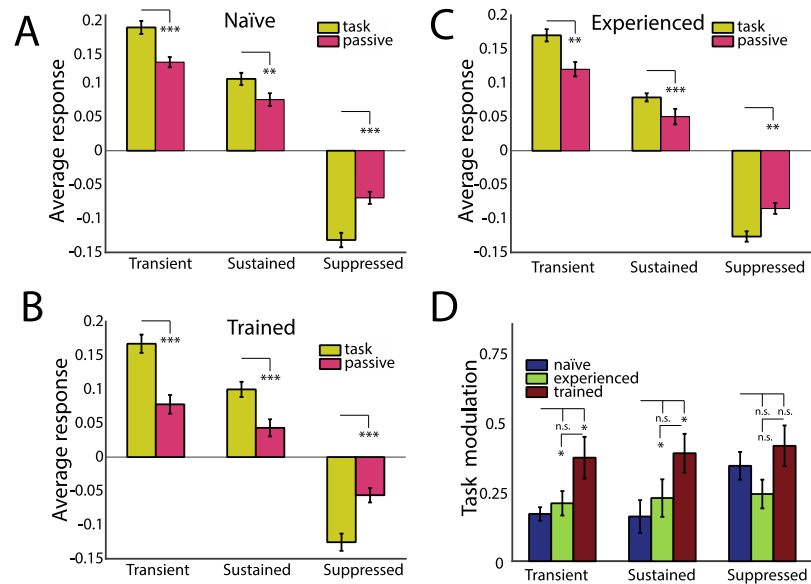 A
Naïve
task
passive
Average response
0.2
0.15
0.1
0.05
0
-0.05
-0.1
-0.15
***
**
***
Transient Sustained Suppressed
C
Experienced
task
passive
Average response
0.2
0.15
0.1
0.05
0
-0.05
-0.1
-0.15
**
***
**
Transient Sustained Suppressed
B
Trained
task
passive
Average response
0.2
0.15
0.1
0.05
0
-0.05
-0.1
-0.15
***
***
***
Transient Sustained Suppressed
D
naïve
experienced
trained
Task modulation
0.75
0.5
0.25
0
n.s. *
*
n.s. *
*
n.s. n.s.
n.s.
Transient Sustained Suppressed